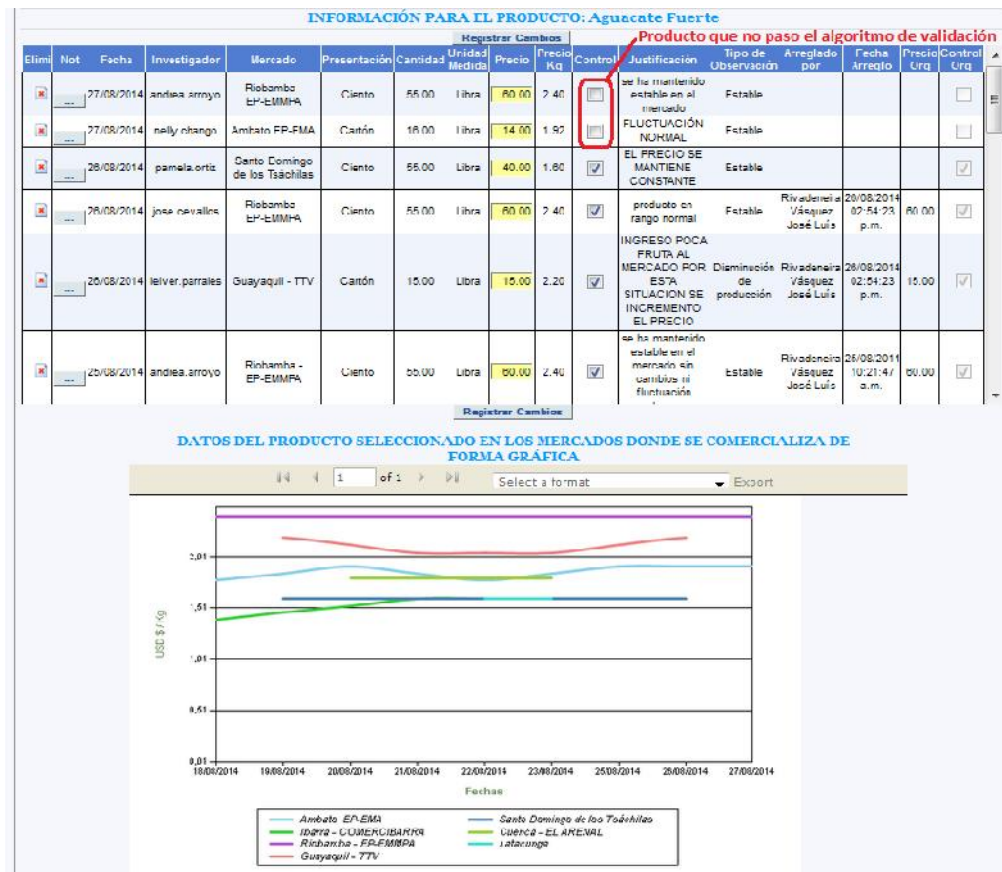 INFORMACIÓN PARA EL PRODUCTO: Aguacate Fuerte
Registrar Cambios
Producto que no paso el algoritmo de validación
Elimi Not Fecha Investigador Mercado Presentación Cantidad Unidad Medida Precio Precio Kg Control Justificación Tipo de Observación Arreglado por Fecha Arreglo Precio Orq Control Orq
... 27/08/2014 andrea arroyo Riobamba EP-EMMPA Ciento 55.00 Libra 60.00 2.40 se ha mantenido estable en el mercado Estable
... 27/08/2014 nelly chango Ambato EP-EMA Cartón 16.00 Libra 14.00 1.92 FLUCTUACIÓN NORMAL Estable
... 26/08/2014 pamela.ortiz Santo Domingo de los Tsáchilas Ciento 55.00 Libra 40.00 1.60 EL PRECIO SE MANTIENE CONSTANTE Estable
... 26/08/2014 jose cevallos Riobamba EP-EMMPA Ciento 55.00 Libra 60.00 2.40 producto en rango normal Estable Rivadeneira Vásquez José Luís 26/08/2014 02:54:23 p.m. 60.00
... 26/08/2014 leiver.parrales Guayaquil - TTV Cartón 15.00 Libra 15.00 2.20 INGRESO POCA FRUTA AL MERCADO POR ESTA SITUACION SE INCREMENTO EL PRECIO Disminución de producción Rivadeneira Vásquez José Luís 26/08/2014 02:54:23 p.m. 15.00
... 25/08/2014 andrea.arroyo Riobamba - EP-EMMPA Ciento 55.00 Libra 60.00 2.40 se ha mantenido estable en el mercado sin cambios ni fluctuación Estable Rivadeneira Vásquez José Luís 25/08/2014 10:21:47 a.m. 60.00
Registrar Cambios
DATOS DEL PRODUCTO SELECCIONADO EN LOS MERCADOS DONDE SE COMERCIALIZA DE
FORMA GRÁFICA
1 of 1 Select a format Export
2,01
1,51
1,01
0,51
0,01
USD $ / Kg
18/08/2014 19/08/2014 20/08/2014 21/08/2014 22/08/2014 23/08/2014 25/08/2014 26/08/2014 27/08/2014
Fechas
Ambato EP-EMA Santo Domingo de los Tsáchilas
Ibarra - COMERCIBARRA Cuenca - EL ARENAL
Riobamba - EP-EMMPA Latacunga
Guayaquil - TTV